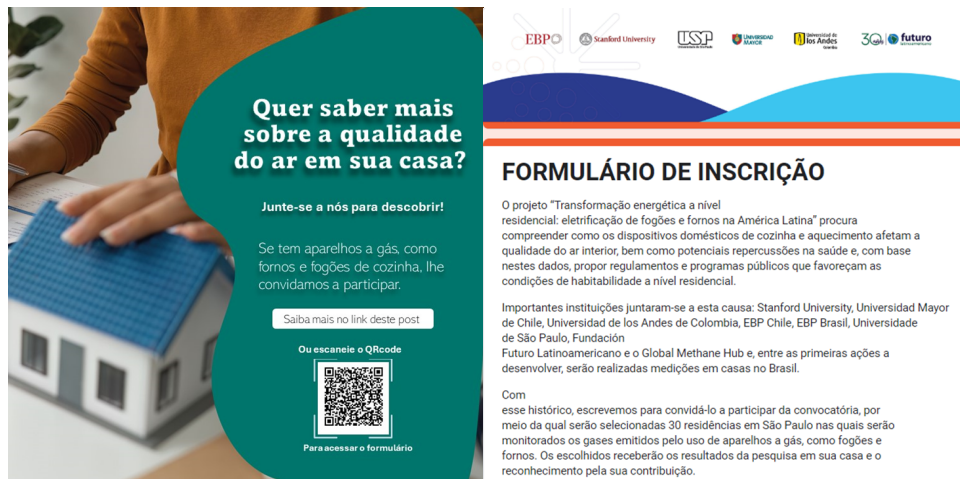 Quer saber mais
sobre a qualidade
do ar em sua casa?
Junte-se a nós para descobrir!
Se tem aparelhos a gás, como
fornos e fogões de cozinha, lhe
convidamos a participar.
Saiba mais no link deste post
Ou escaneie o QRcode
Para acessar o formulário
EBP
Stanford University
USP
Universidade de São Paulo
UNIVERSIDAD
MAYOR
Universidad de
los Andes
Colombia
30 años
futuro
latinoamericano
FORMULÁRIO DE INSCRIÇÃO
O projeto “Transformação energética a nível
residencial: eletrificação de fogões e fornos na América Latina” procura
compreender como os dispositivos domésticos de cozinha e aquecimento afetam a
qualidade do ar interior, bem como potenciais repercussões na saúde e, com base
nestes dados, propor regulamentos e programas públicos que favoreçam as
condições de habitabilidade a nível residencial.
Importantes instituições juntaram-se a esta causa: Stanford University, Universidad Mayor
de Chile, Universidad de los Andes de Colombia, EBP Chile, EBP Brasil, Universidade
de São Paulo, Fundación
Futuro Latinoamericano e o Global Methane Hub e, entre as primeiras ações a
desenvolver, serão realizadas medições em casas no Brasil.
Com
esse histórico, escrevemos para convidá-lo a participar da convocatória, por
meio da qual serão selecionadas 30 residências em São Paulo nas quais serão
monitorados os gases emitidos pelo uso de aparelhos a gás, como fogões e
fornos. Os escolhidos receberão os resultados da pesquisa em sua casa e o
reconhecimento pela sua contribuição.